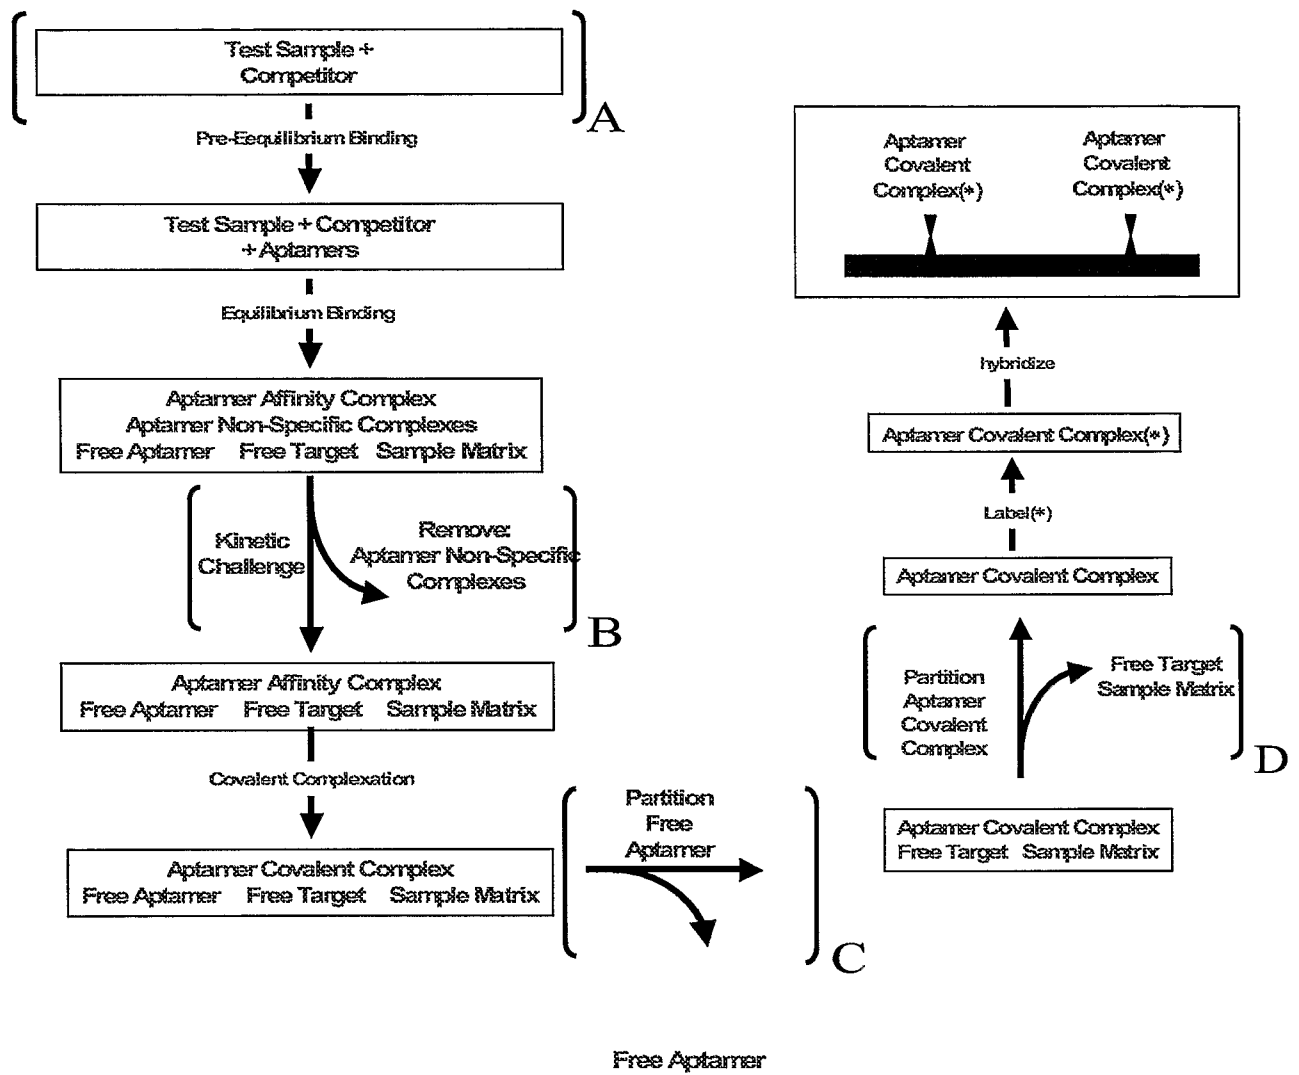 Test Sample +
Competitor
A
Pre-Eequilibrium Binding
Test Sample + Competitor
+ Aptamers
Equilibrium Binding
Aptamer Affinity Complex
Aptamer Non-Specific Complexes
Free Aptamer Free Target Sample Matrix
Kinetic
Challenge
Remove:
Aptamer Non-Specific
Complexes
B
Aptamer Affinity Complex
Free Aptamer Free Target Sample Matrix
Covalent Complexation
Aptamer Covalent Complex
Free Aptamer Free Target Sample Matrix
Partition
Free
Aptamer
C
Free Aptamer
Aptamer Covalent Complex
Free Target Sample Matrix
Partition
Aptamer
Covalent
Complex
Free Target
Sample Matrix
D
Aptamer Covalent Complex
Label(*)
Aptamer Covalent Complex(*)
hybridize
Aptamer
Covalent
Complex(*)
Aptamer
Covalent
Complex(*)